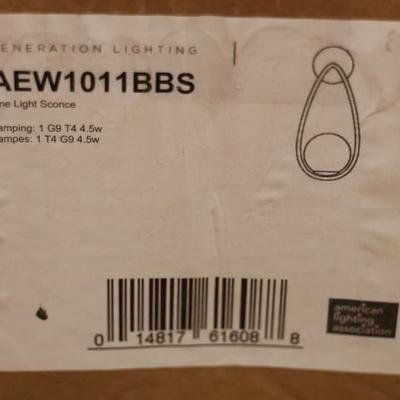 ENERATION LIGHTING
AEW1011BBS
ne Light Sconce
amping: 1 G9 T4 4.5w
ampes: 1 T4 G9 4.5w
0 14817 61608 8
american
lighting
association